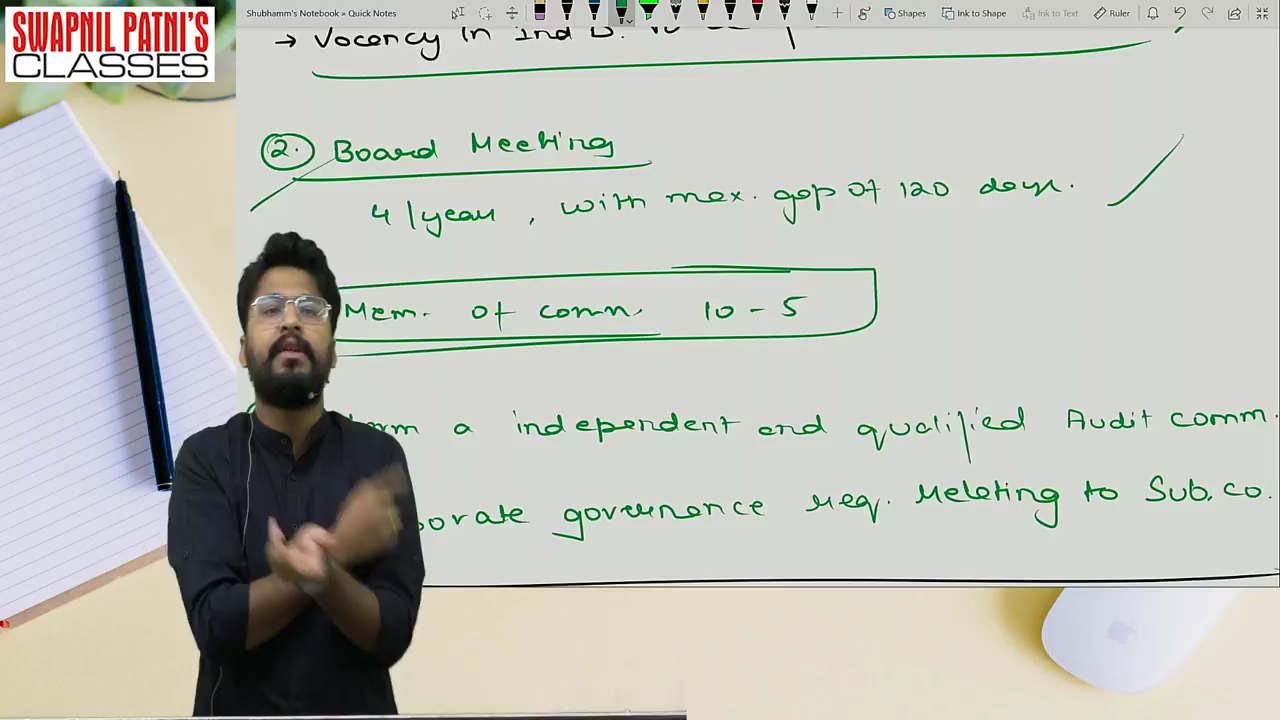 SWAPNIL PATNI'S
CLASSES
Shubhamm's Notebook » Quick Notes
Shapes
Ink to Shape
Ink to Text
Ruler
→ Vacancy In Ind D.
2. Board Meeting
4/year, with max. gap of 120 days.
Mem. of comm. 10-5
a independent and qualified Audit comm.
porate governance req. relating to Sub.co.